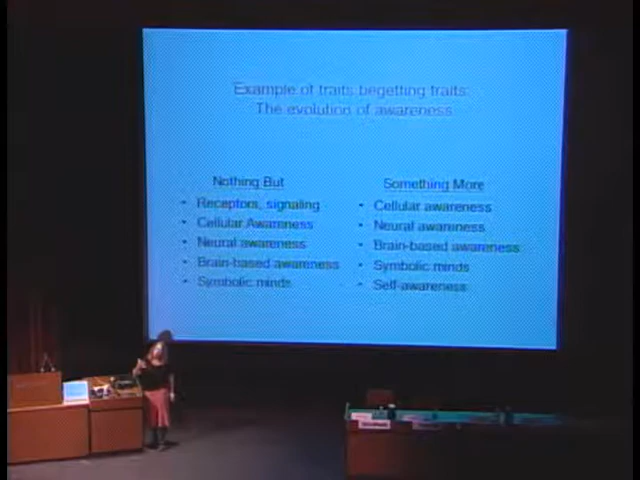 Example of traits begetting traits:
The evolution of awareness
Nothing But
• Receptors, signaling
• Cellular Awareness
• Neural awareness
• Brain-based awareness
• Symbolic minds
Something More
• Cellular awareness
• Neural awareness
• Brain-based awareness
• Symbolic minds
• Self-awareness